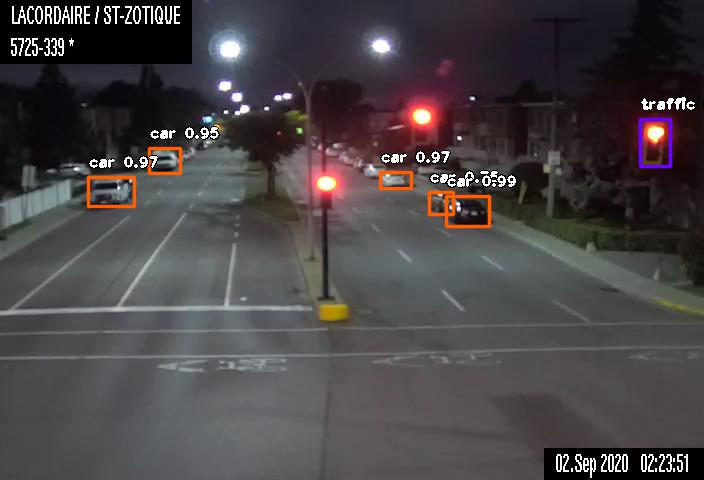 LACORDAIRE / ST-ZOTIQUE
5725-339 *
traffic
car 0.95
car 0.97
car 0.97
car 0.99
02.Sep 2020 02:23:51